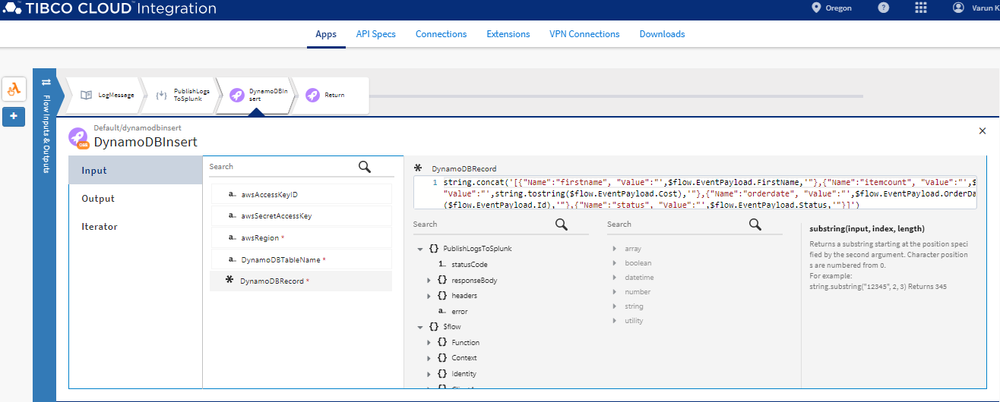 TIBCO CLOUD™ Integration
Oregon
?
Varun K
Apps
API Specs
Connections
Extensions
VPN Connections
Downloads
Flow Inputs & Outputs
LogMessage
PublishLogs
ToSplunk
DynamoDBIn
sert
Return
Default/dynamodbinsert
DynamoDBInsert
Input
Output
Iterator
Search
a.. awsAccessKeyID
a.. awsSecretAccessKey
a.. awsRegion *
a.. DynamoDBTableName *
* DynamoDBRecord *
* DynamoDBRecord
1 string.concat('[{"Name":"firstname", "Value":"',$flow.EventPayload.FirstName,'"},{"Name":"itemcount", "Value":"',$
"Value":"',string.tostring($flow.EventPayload.Cost),'"},{"Name":"orderdate", "Value":"',$flow.EventPayload.OrderDa
($flow.EventPayload.Id),'"},{"Name":"status", "Value":"',$flow.EventPayload.Status,'"}]')
Search
{} PublishLogsToSplunk
1.. statusCode
{} responseBody
{} headers
a.. error
{} $flow
{} Function
{} Context
{} Identity
Search
array
boolean
datetime
number
string
utility
substring(input, index, length)
Returns a substring starting at the position speci
fied by the second argument. Character position
s are numbered from 0.
For example:
string.substring("12345", 2, 3) Returns 345